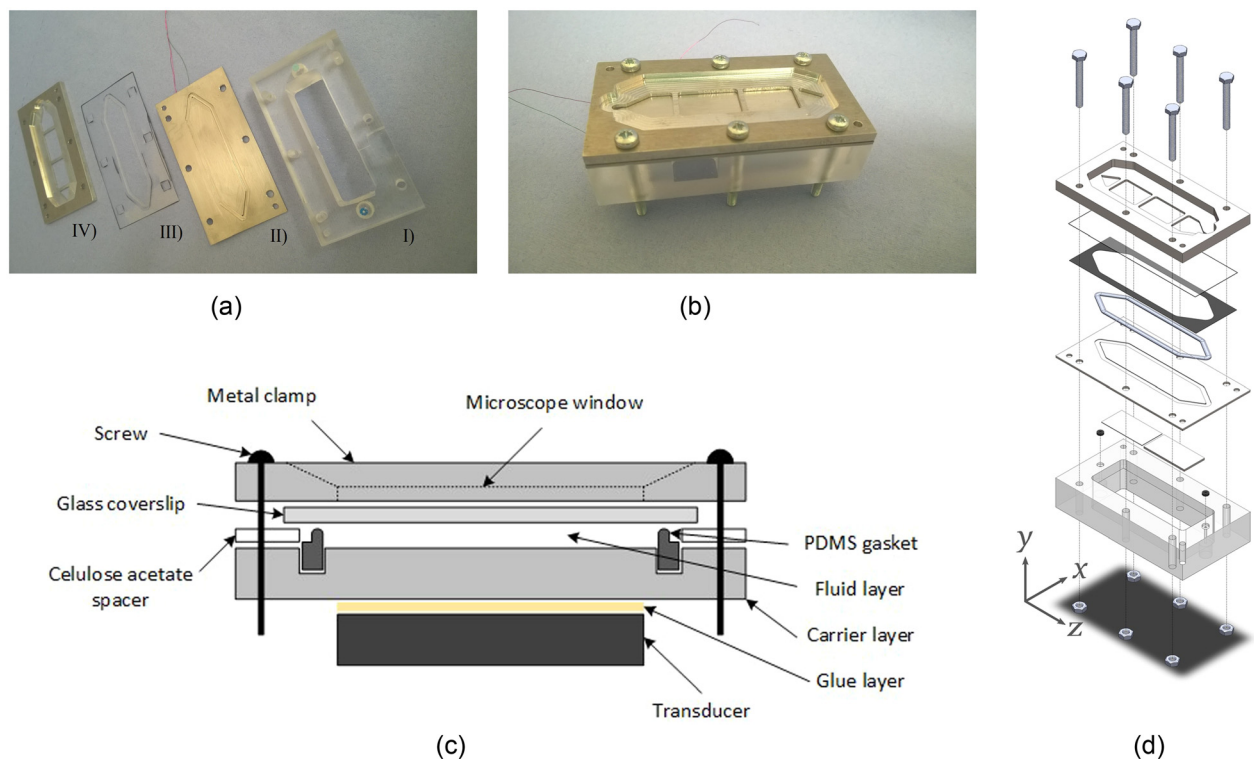 IV)
III)
II)
I)
(a)
(b)
Metal clamp
Microscope window
Screw
Glass coverslip
PDMS gasket
Celulose acetate
spacer
Fluid layer
Carrier layer
Glue layer
Transducer
(c)
y
x
z
(d)